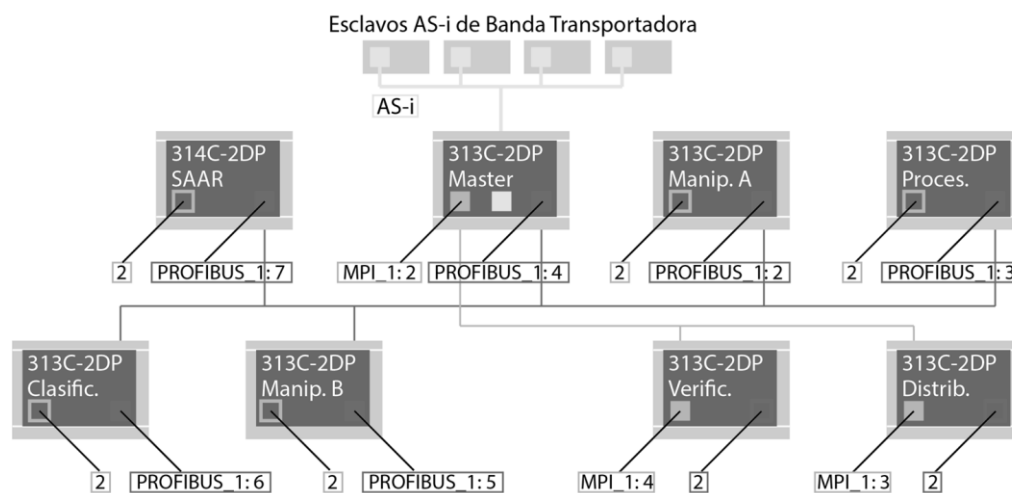 Esclavos AS-i de Banda Transportadora
AS-i
314C-2DP
SAAR
313C-2DP
Master
313C-2DP
Manip. A
313C-2DP
Proces.
2
PROFIBUS_1: 7
MPI_1: 2
PROFIBUS_1: 4
2
PROFIBUS_1: 2
2
PROFIBUS_1: 3
313C-2DP
Clasific.
313C-2DP
Manip. B
313C-2DP
Verific.
313C-2DP
Distrib.
2
PROFIBUS_1: 6
2
PROFIBUS_1: 5
MPI_1: 4
2
MPI_1: 3
2